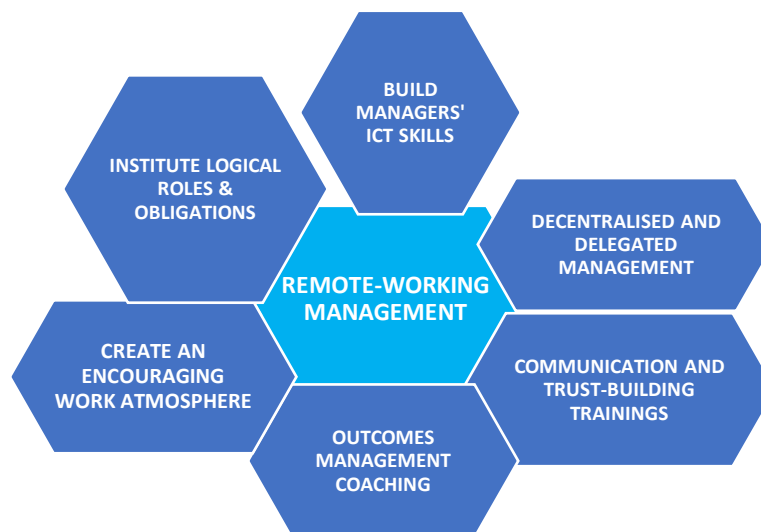 BUILD
MANAGERS'
ICT SKILLS
INSTITUTE LOGICAL
ROLES &
OBLIGATIONS
DECENTRALISED AND
DELEGATED
MANAGEMENT
REMOTE-WORKING
MANAGEMENT
CREATE AN
ENCOURAGING
WORK ATMOSPHERE
COMMUNICATION AND
TRUST-BUILDING
TRAININGS
OUTCOMES
MANAGEMENT
COACHING